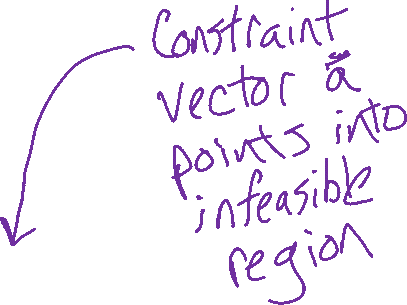 Constraint
vector a⃗
points into
infeasible
region